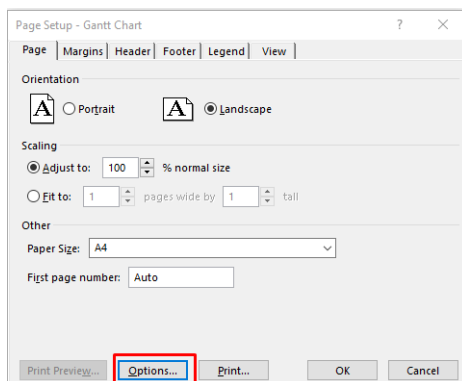 Page Setup - Gantt Chart ? ×
Page Margins Header Footer Legend View
Orientation
A Portrait A Landscape
Scaling
Adjust to: 100 % normal size
Fit to: 1 pages wide by 1 tall
Other
Paper Size: A4
First page number: Auto
Print Preview... Options... Print... OK Cancel